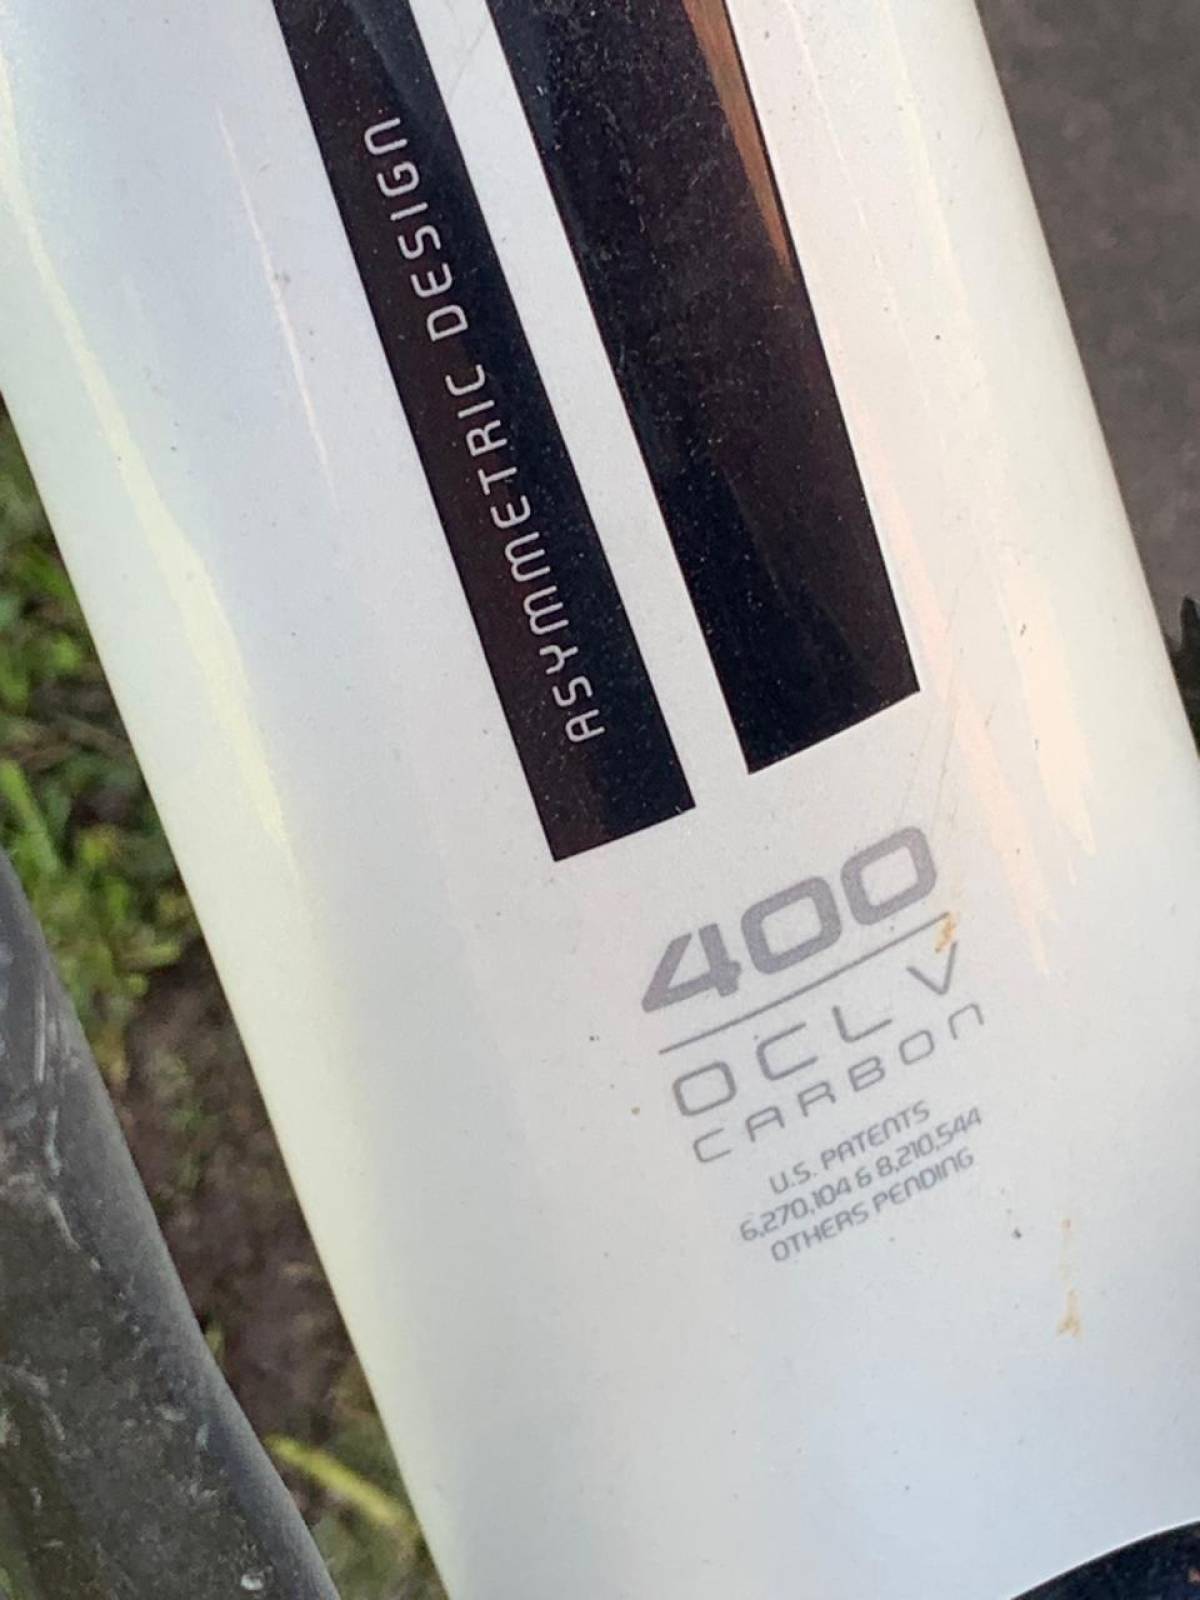 ASYMMETRIC DESIGN
400
OCLV
CARBON
U.S. PATENTS
6,270,104 & 8,210,544
OTHERS PENDING